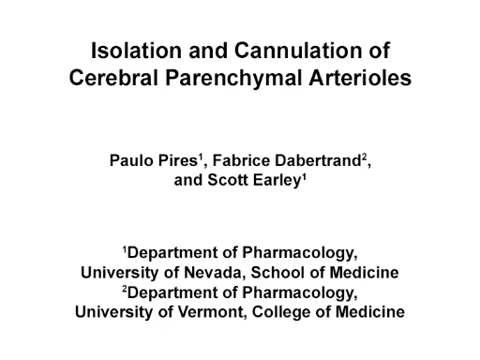 Isolation and Cannulation of
Cerebral Parenchymal Arterioles
Paulo Pires¹, Fabrice Dabertrand²,
and Scott Earley¹
¹Department of Pharmacology,
University of Nevada, School of Medicine
²Department of Pharmacology,
University of Vermont, College of Medicine